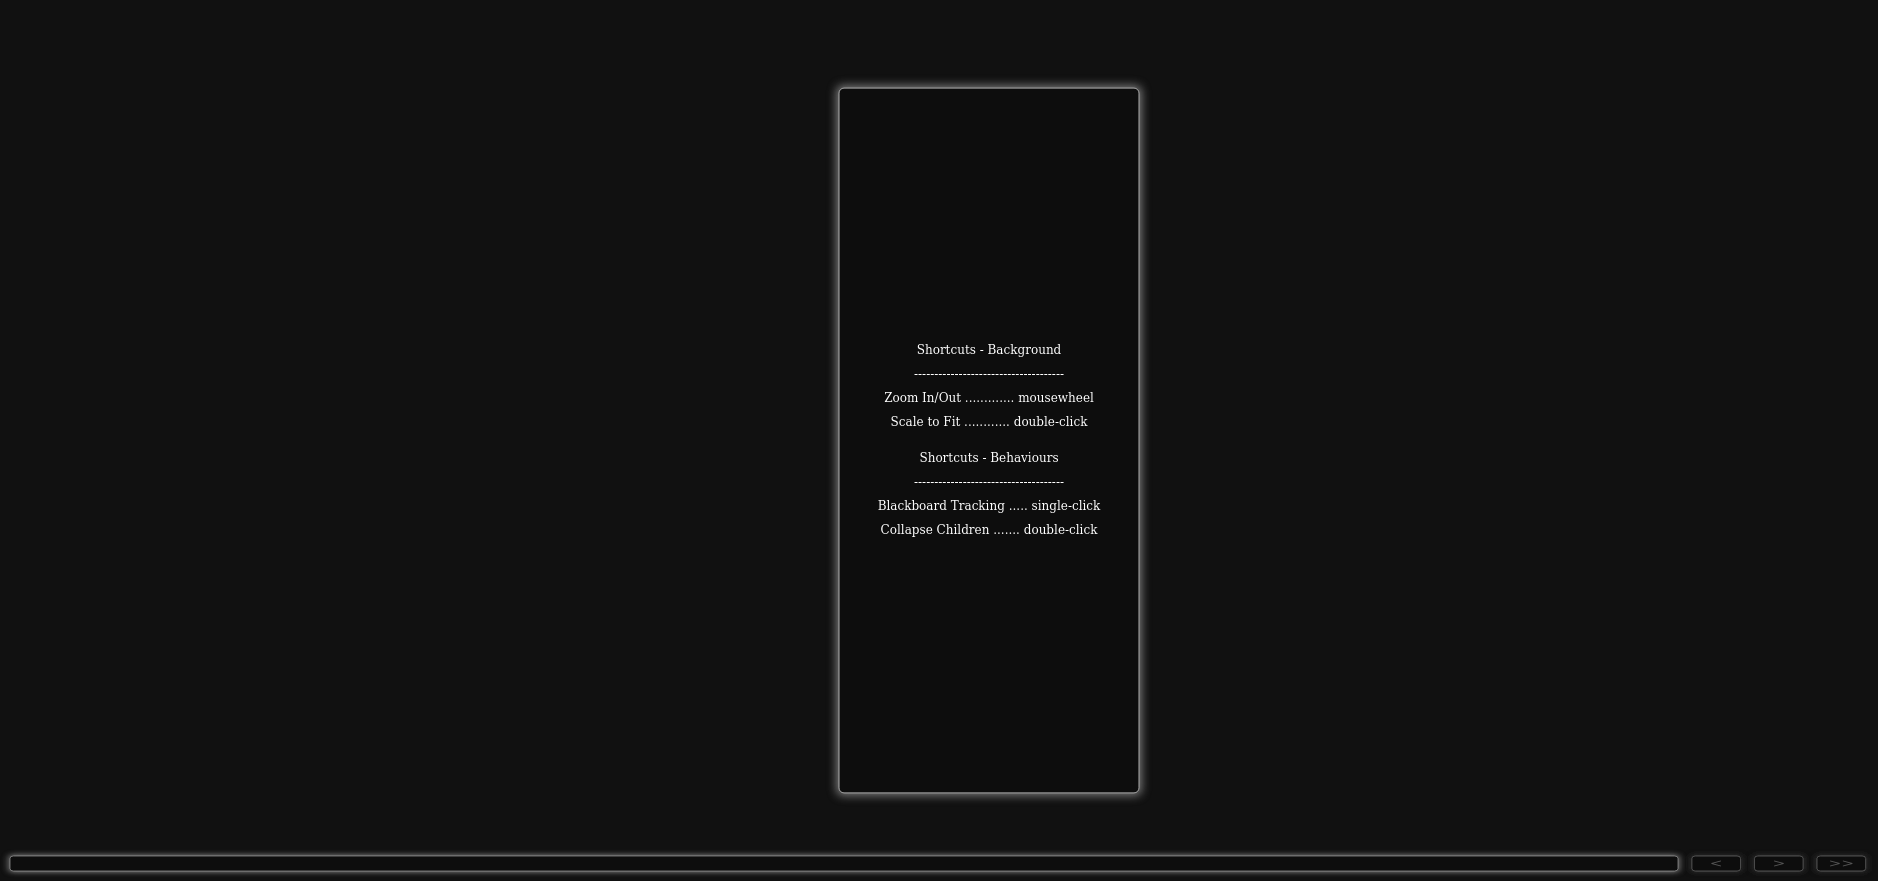 Shortcuts - Background
-------------------------------------
Zoom In/Out ............. mousewheel
Scale to Fit ............ double-click
Shortcuts - Behaviours
-------------------------------------
Blackboard Tracking ..... single-click
Collapse Children ....... double-click
< > >>